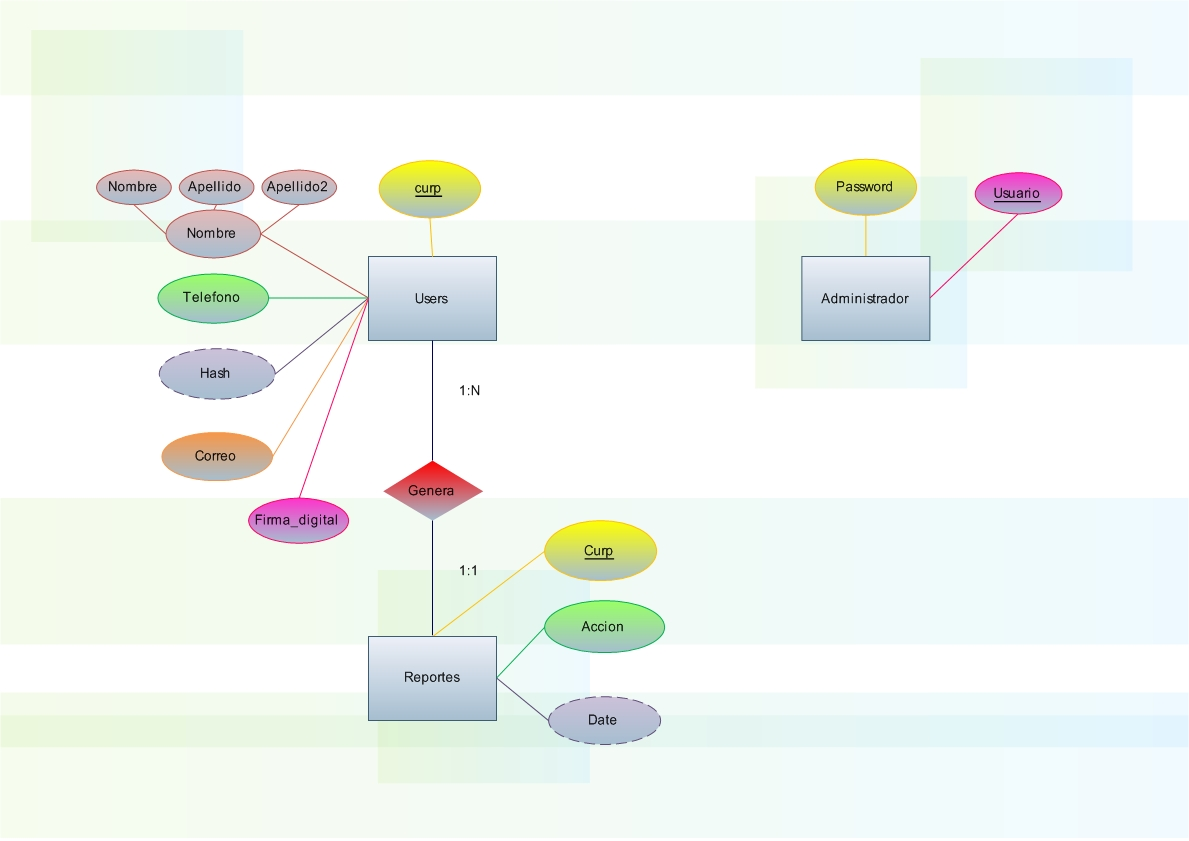 Nombre
Apellido
Apellido2
curp
Password
Usuario
Nombre
Telefono
Users
Administrador
Hash
1:N
Correo
Genera
Firma_digital
Curp
1:1
Accion
Reportes
Date